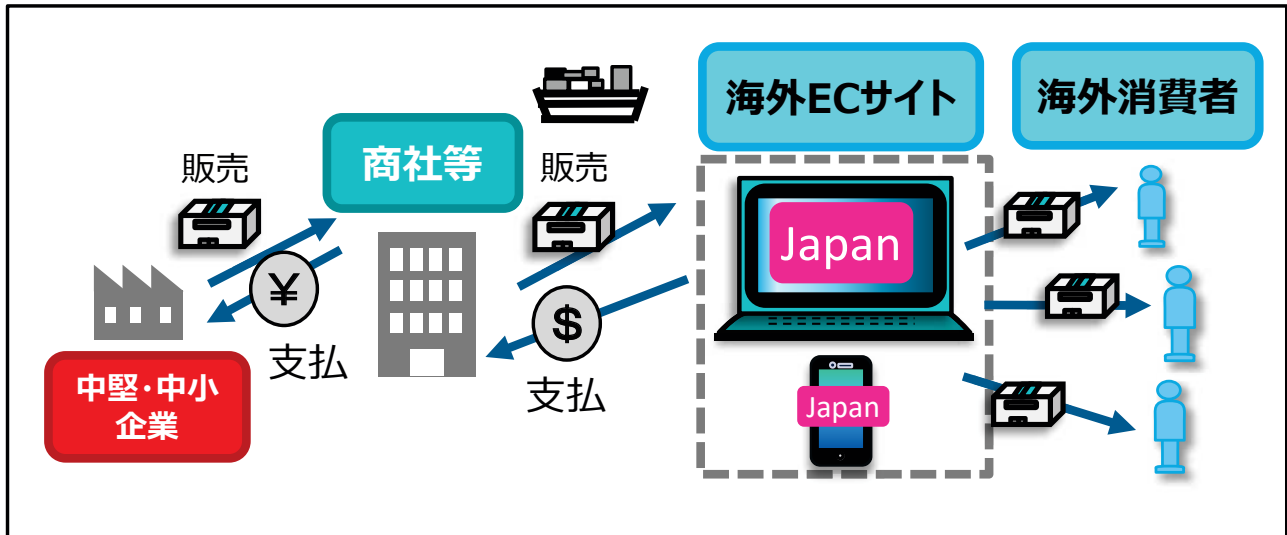 海外ECサイト
海外消費者
商社等
販売
販売
Japan
¥
$
支払
支払
Japan
中堅・中小
企業